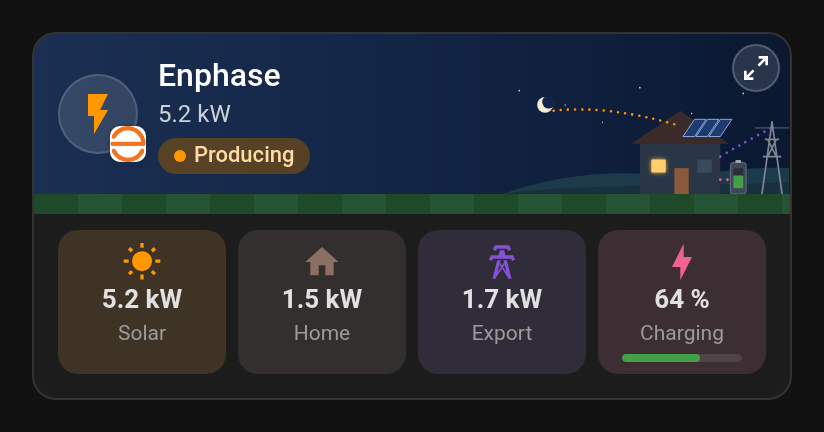 Enphase
5.2 kW
Producing
5.2 kW
Solar
1.5 kW
Home
1.7 kW
Export
64 %
Charging